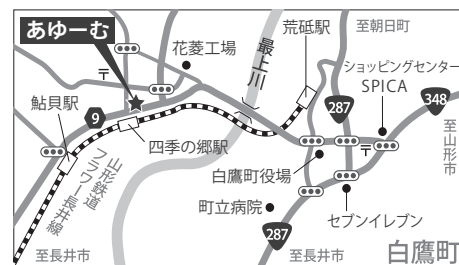 あゆーむ
花菱工場
最上川
荒砥駅
至朝日町
ショッピングセンター
SPICA
〒
鮎貝駅
9
287
348
至山形市
四季の郷駅
山形鉄道
フラワー長井線
白鷹町役場
〒
町立病院
287
セブンイレブン
至長井市
至長井市
白鷹町